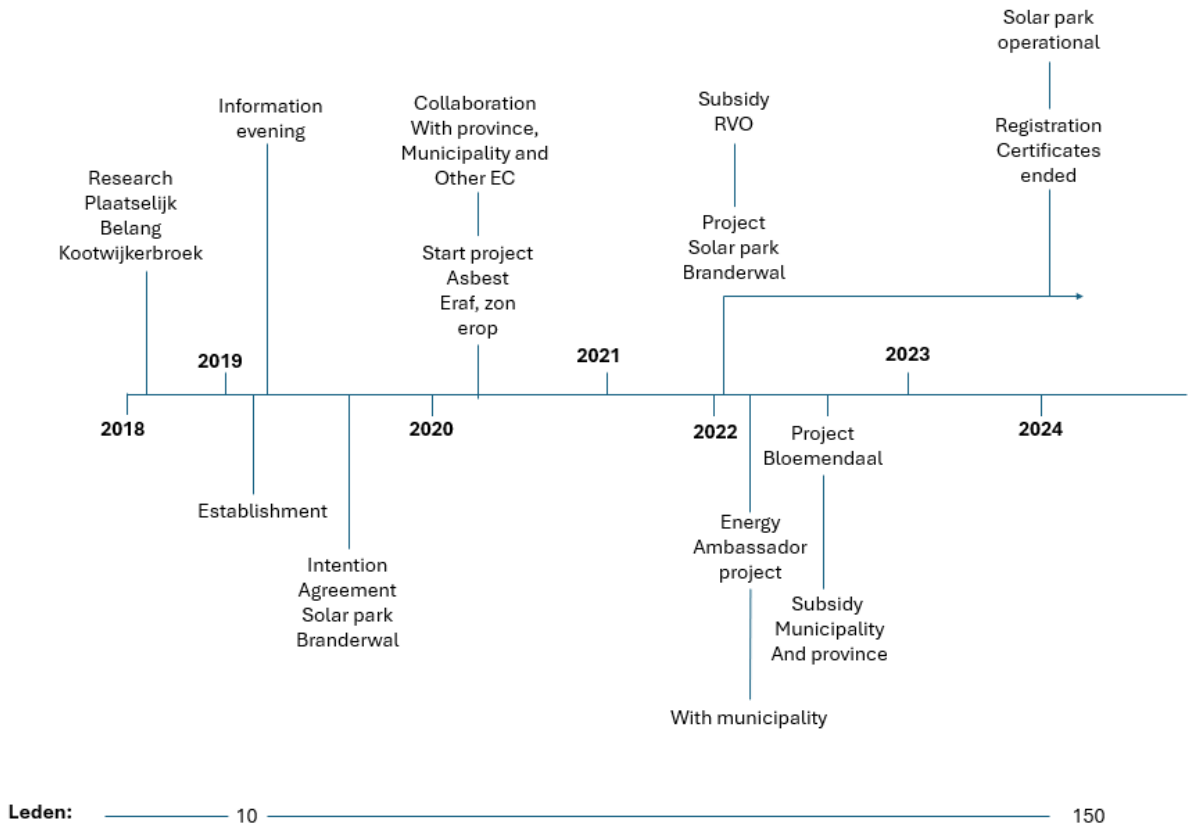 Solar park
operational
Information
evening
Collaboration
With province,
Municipality and
Other EC
Subsidy
RVO
Registration
Certificates
ended
Research
Plaatselijk
Belang
Kootwijkerbroek
Start project
Asbest
Eraf, zon
erop
Project
Solar park
Branderwal
2019
2021
2023
2018
2020
2022
2024
Project
Bloemendaal
Establishment
Energy
Ambassador
project
Intention
Agreement
Solar park
Branderwal
Subsidy
Municipality
And province
With municipality
Leden: 10 150